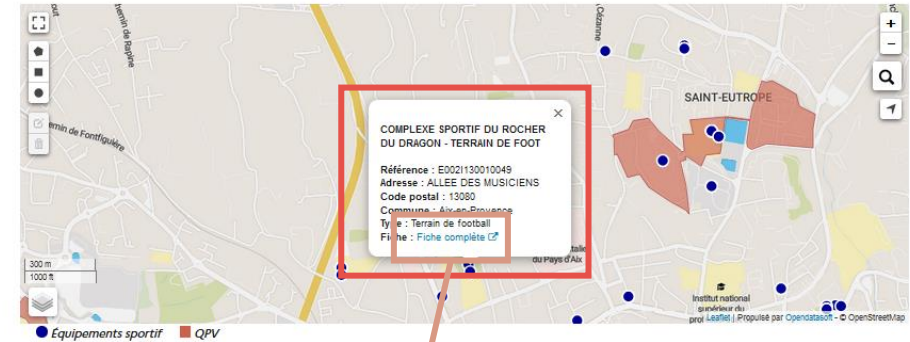 Chemin de Rapine
Cézanne
+
−
SAINT-EUTROPE
Chemin de Fontfiguière
×
COMPLEXE SPORTIF DU ROCHER
DU DRAGON - TERRAIN DE FOOT
Référence : E002I130010049
Adresse : ALLEE DES MUSICIENS
Code postal : 13080
Commune : Aix-en-Provence
Type : Terrain de football
Fiche : Fiche complète
du Pays d'Aix
300 m
1000 ft
Institut national
supérieur du
Leaflet | Propulsé par Opendatasoft - © OpenStreetMap
Équipements sportif QPV